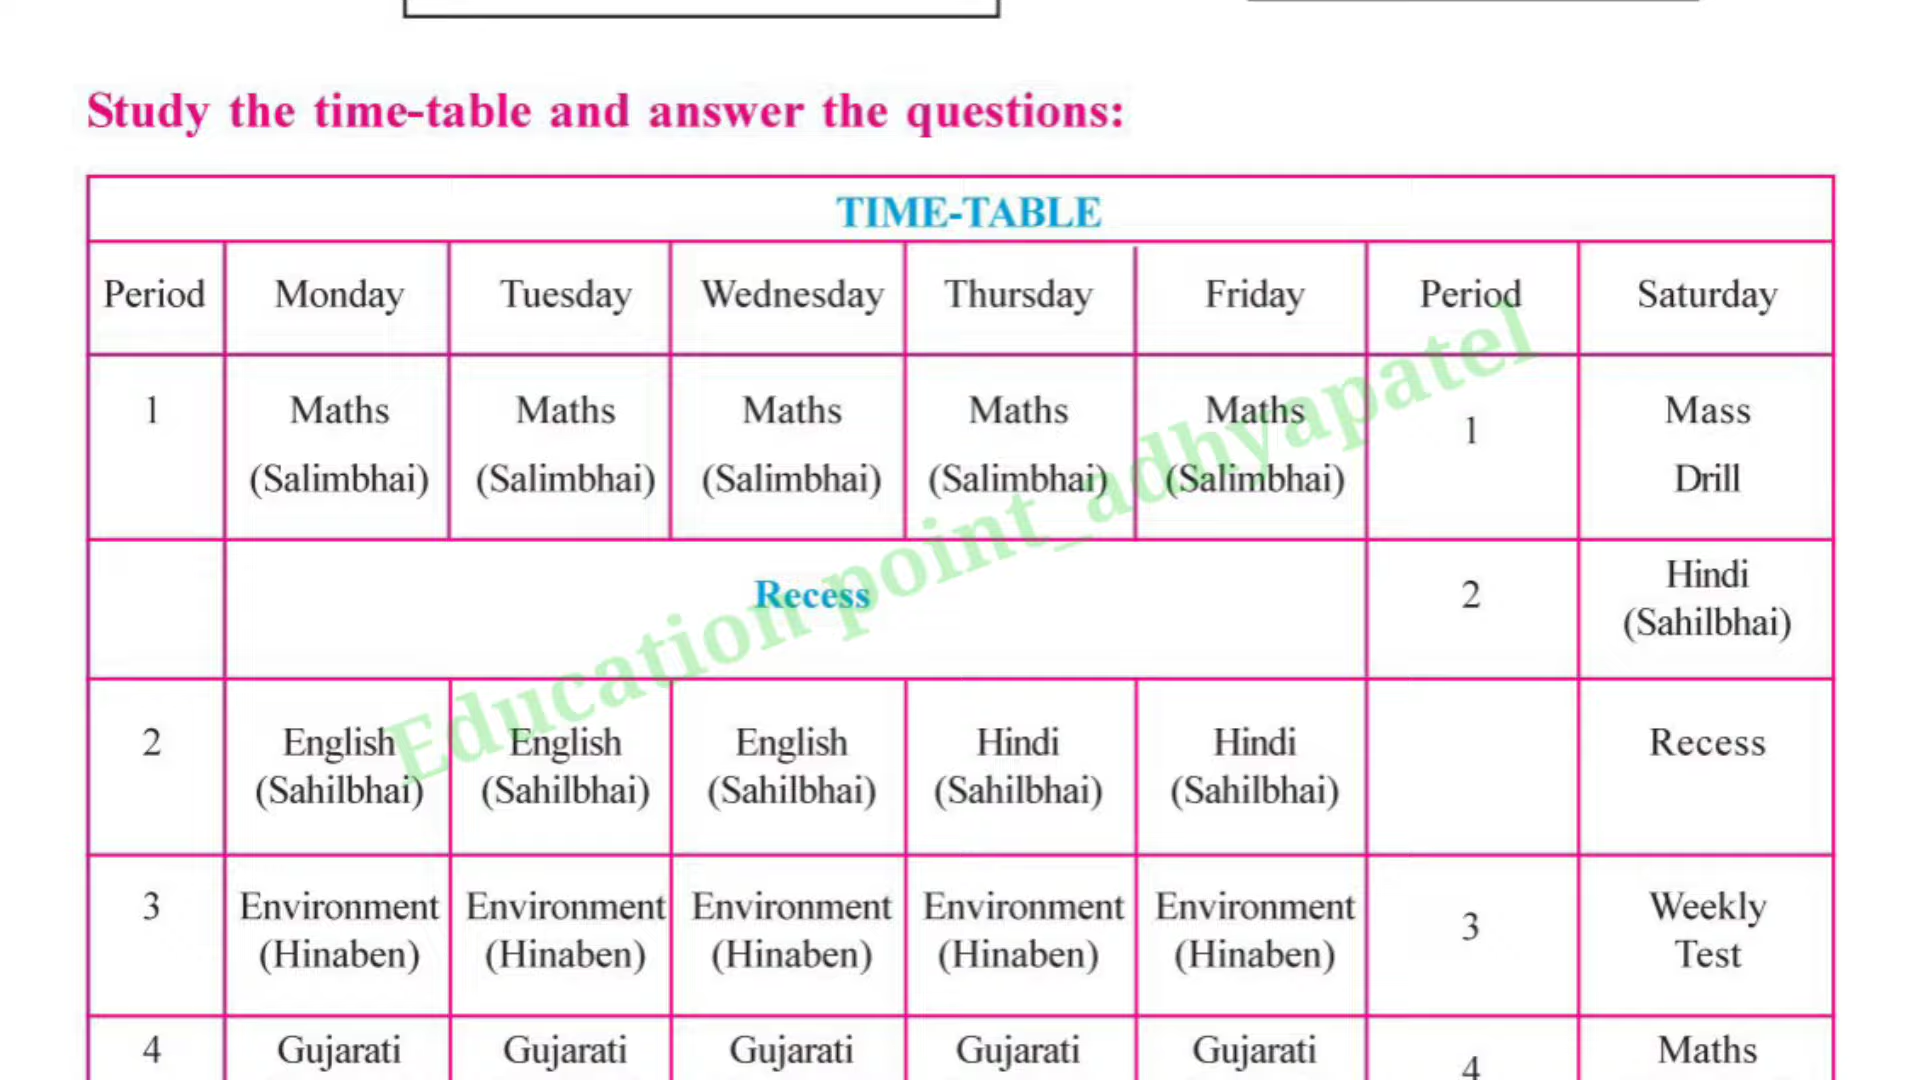 Study the time-table and answer the questions:
TIME-TABLE
Period Monday Tuesday Wednesday Thursday Friday Period Saturday
1 Maths Maths Maths Maths Maths 1 Mass
(Salimbhai) (Salimbhai) (Salimbhai) (Salimbhai) (Salimbhai) Drill
Recess 2 Hindi
(Sahilbhai)
2 English English English Hindi Hindi Recess
(Sahilbhai) (Sahilbhai) (Sahilbhai) (Sahilbhai) (Sahilbhai)
3 Environment Environment Environment Environment Environment 3 Weekly
(Hinaben) (Hinaben) (Hinaben) (Hinaben) (Hinaben) Test
4 Gujarati Gujarati Gujarati Gujarati Gujarati 4 Maths
Education point_adhyapatel